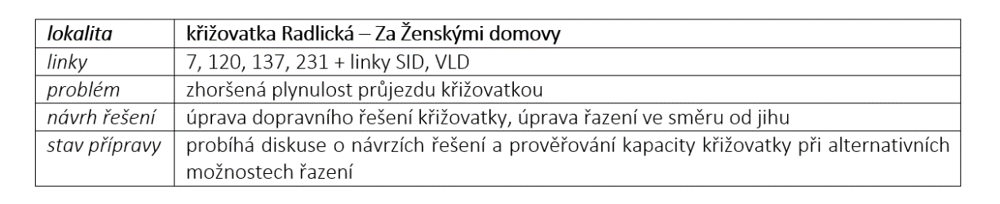 lokalita křižovatka Radlická – Za Ženskými domovy
linky 7, 120, 137, 231 + linky SID, VLD
problém zhoršená plynulost průjezdu křižovatkou
návrh řešení úprava dopravního řešení křižovatky, úprava řazení ve směru od jihu
stav přípravy probíhá diskuse o návrzích řešení a prověřování kapacity křižovatky při alternativních
možnostech řazení